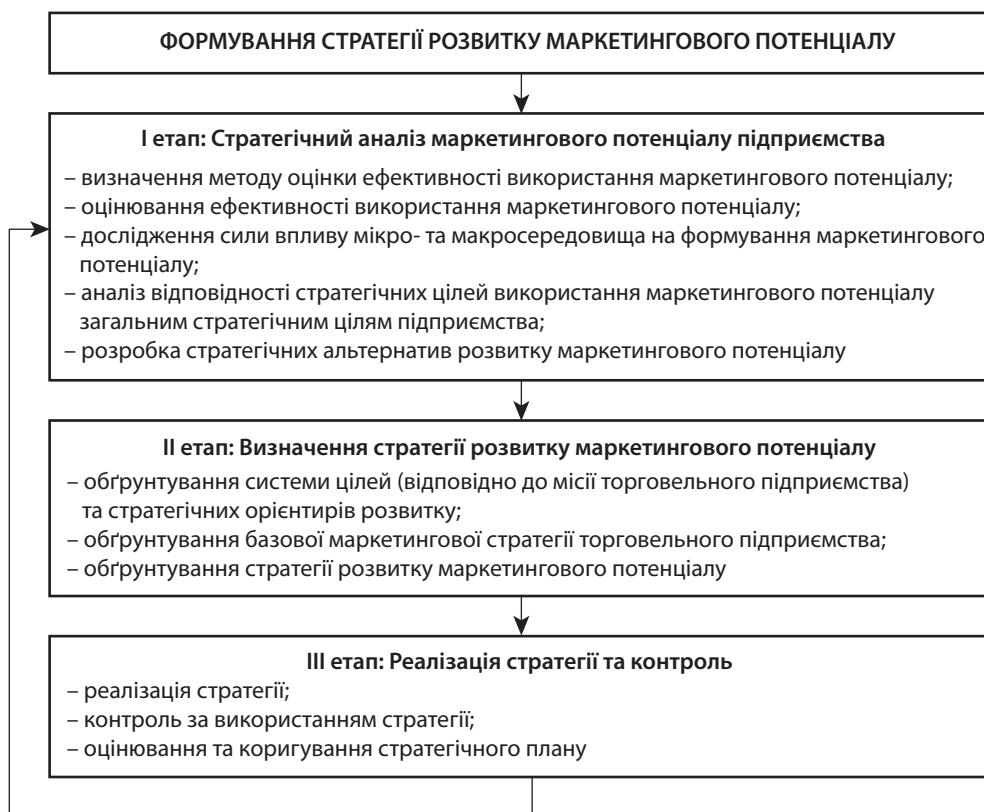 ФОРМУВАННЯ СТРАТЕГІЇ РОЗВИТКУ МАРКЕТИНГОВОГО ПОТЕНЦІАЛУ
І етап: Стратегічний аналіз маркетингового потенціалу підприємства
– визначення методу оцінки ефективності використання маркетингового потенціалу;
– оцінювання ефективності використання маркетингового потенціалу;
– дослідження сили впливу мікро- та макросередовища на формування маркетингового
потенціалу;
– аналіз відповідності стратегічних цілей використання маркетингового потенціалу
загальним стратегічним цілям підприємства;
– розробка стратегічних альтернатив розвитку маркетингового потенціалу
ІІ етап: Визначення стратегії розвитку маркетингового потенціалу
– обґрунтування системи цілей (відповідно до місії торговельного підприємства)
та стратегічних орієнтирів розвитку;
– обґрунтування базової маркетингової стратегії торговельного підприємства;
– обґрунтування стратегії розвитку маркетингового потенціалу
ІІІ етап: Реалізація стратегії та контроль
– реалізація стратегії;
– контроль за використанням стратегії;
– оцінювання та коригування стратегічного плану